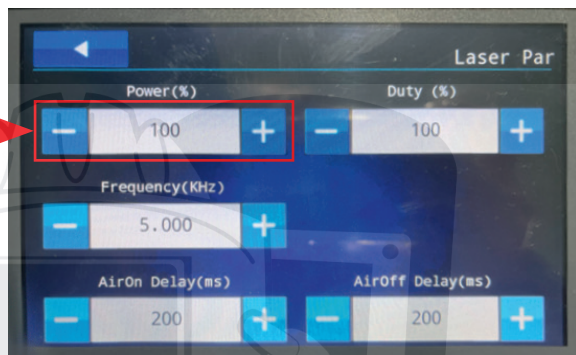 Laser Par
Power(%)
Duty (%)
100
100
Frequency(KHz)
5.000
AirOn Delay(ms)
AirOff Delay(ms)
200
200